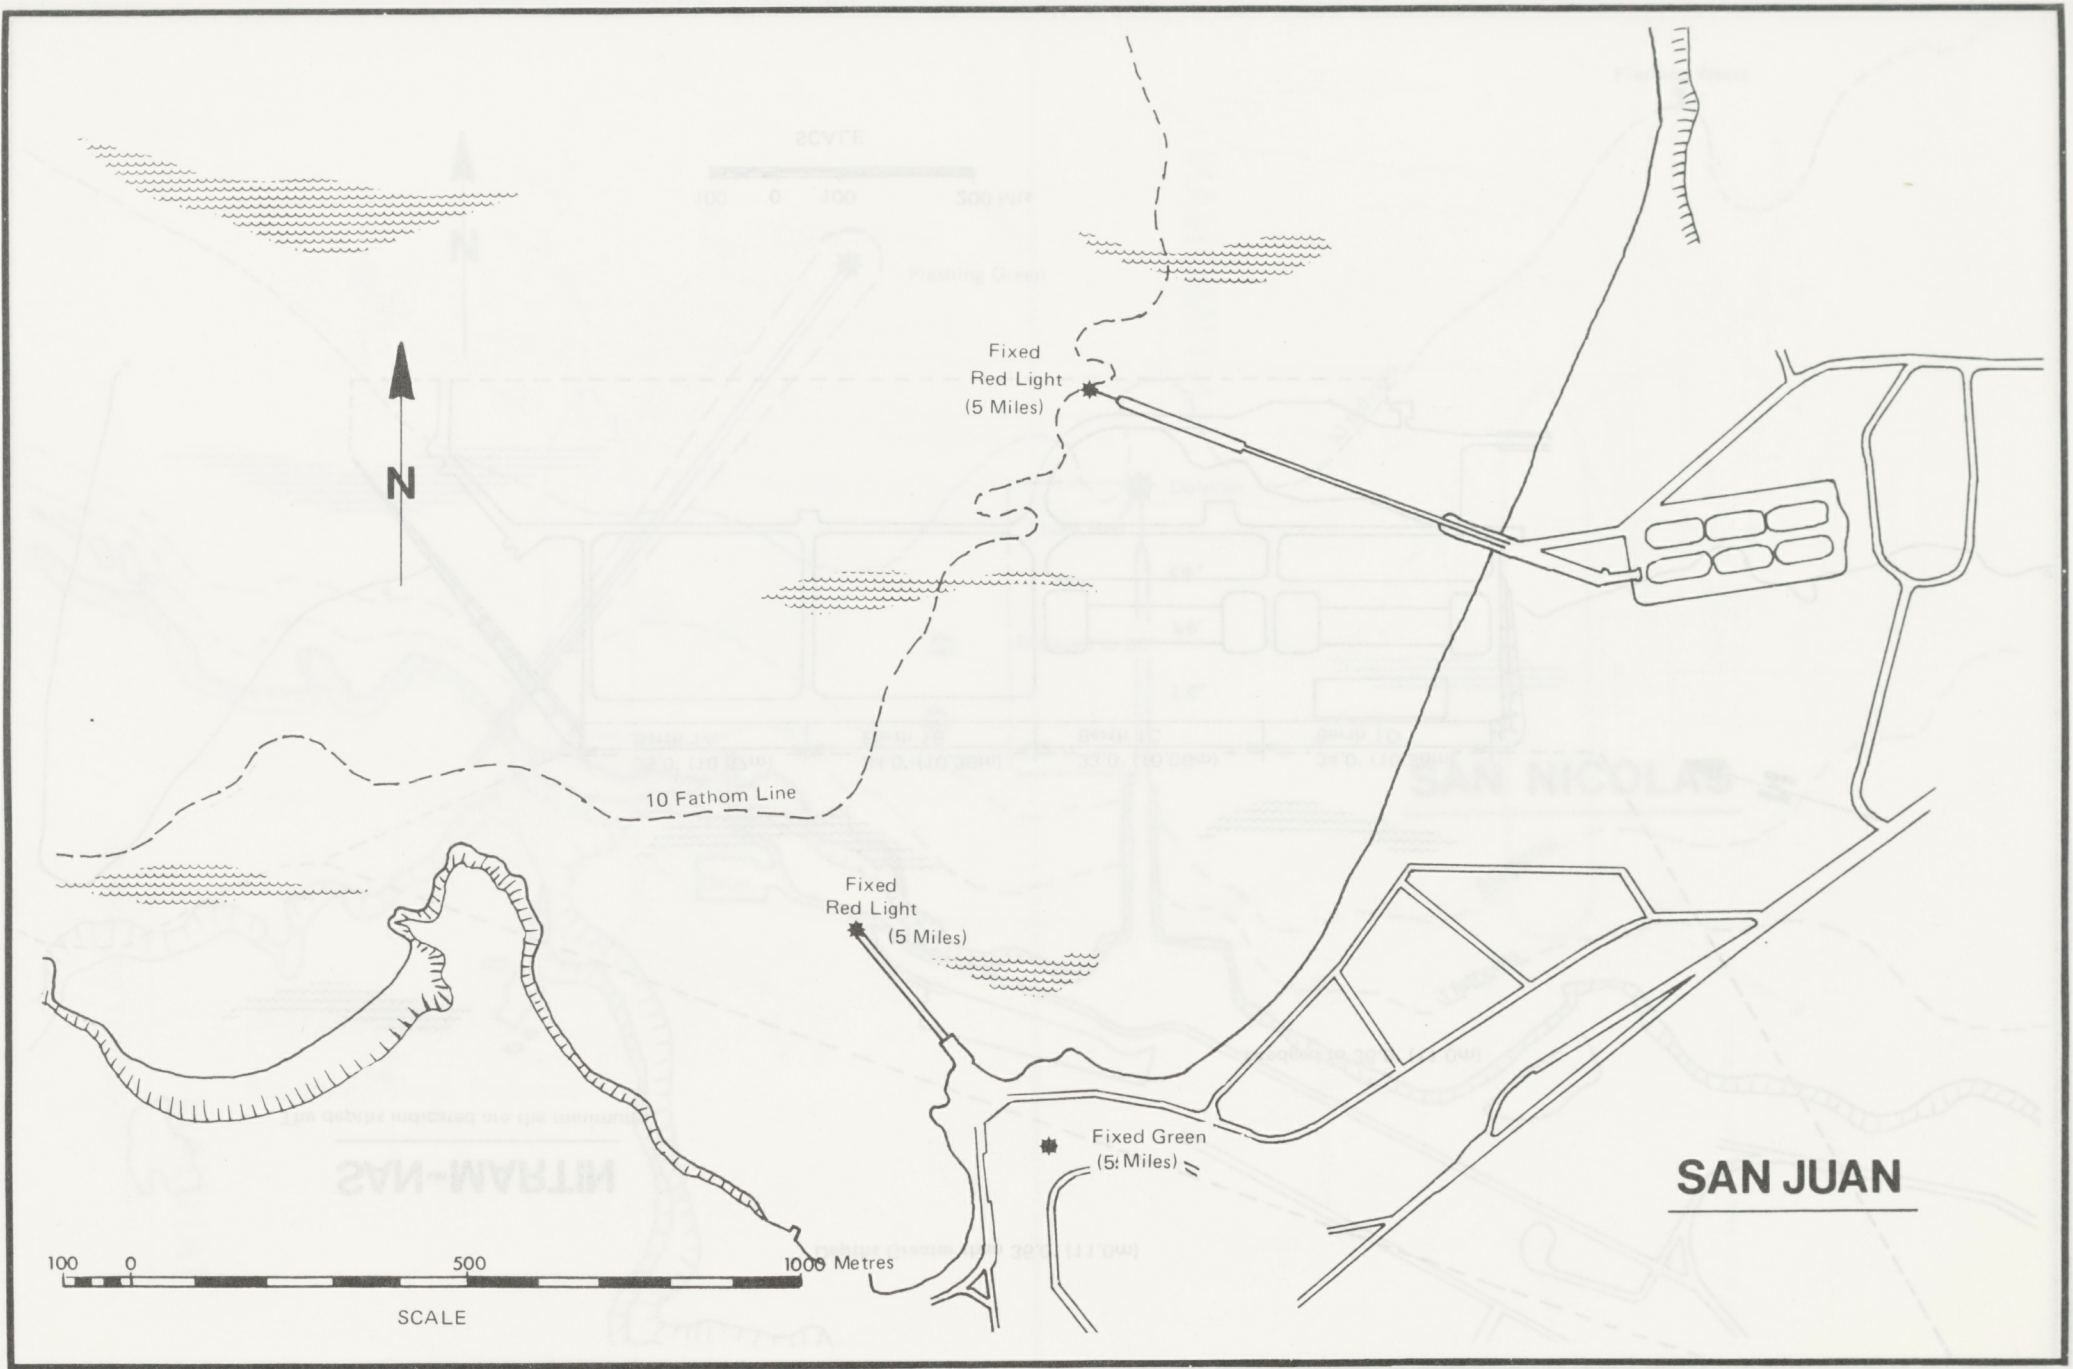 Fixed
Red Light
(5 Miles)
N
10 Fathom Line
Fixed
Red Light
(5 Miles)
Fixed Green
(5 Miles)
SAN JUAN
100 0 500 1000 Metres
SCALE